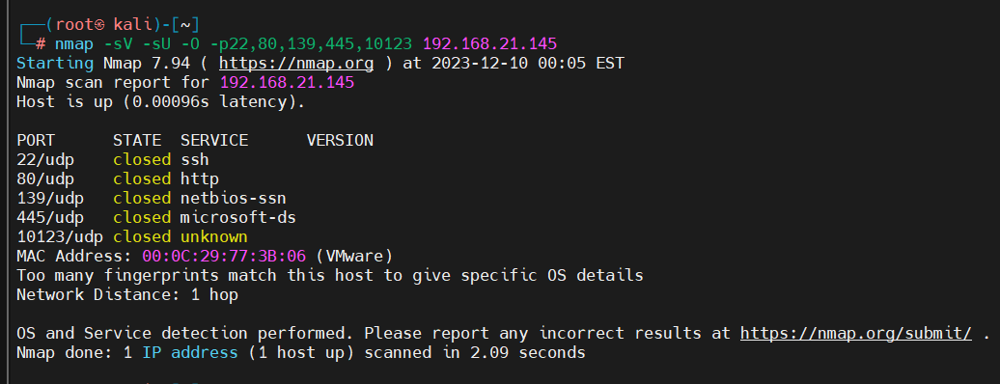 ┌──(root㉿ kali)-[~]
└─# nmap -sV -sU -O -p22,80,139,445,10123 192.168.21.145
Starting Nmap 7.94 ( https://nmap.org ) at 2023-12-10 00:05 EST
Nmap scan report for 192.168.21.145
Host is up (0.00096s latency).

PORT      STATE  SERVICE      VERSION
22/udp    closed ssh
80/udp    closed http
139/udp   closed netbios-ssn
445/udp   closed microsoft-ds
10123/udp closed unknown
MAC Address: 00:0C:29:77:3B:06 (VMware)
Too many fingerprints match this host to give specific OS details
Network Distance: 1 hop

OS and Service detection performed. Please report any incorrect results at https://nmap.org/submit/ .
Nmap done: 1 IP address (1 host up) scanned in 2.09 seconds